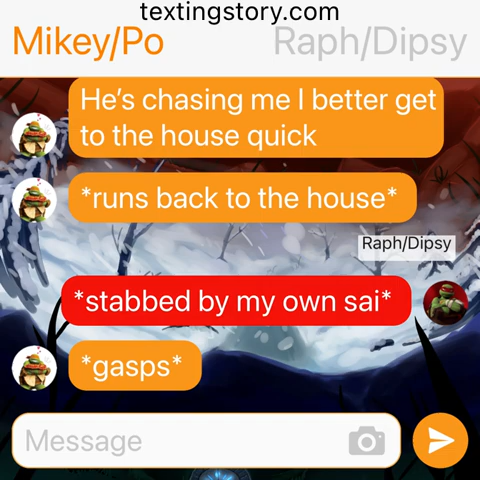 textingstory.com
Mikey/Po
Raph/Dipsy
He’s chasing me I better get
to the house quick
*runs back to the house*
Raph/Dipsy
*stabbed by my own sai*
*gasps*
Message